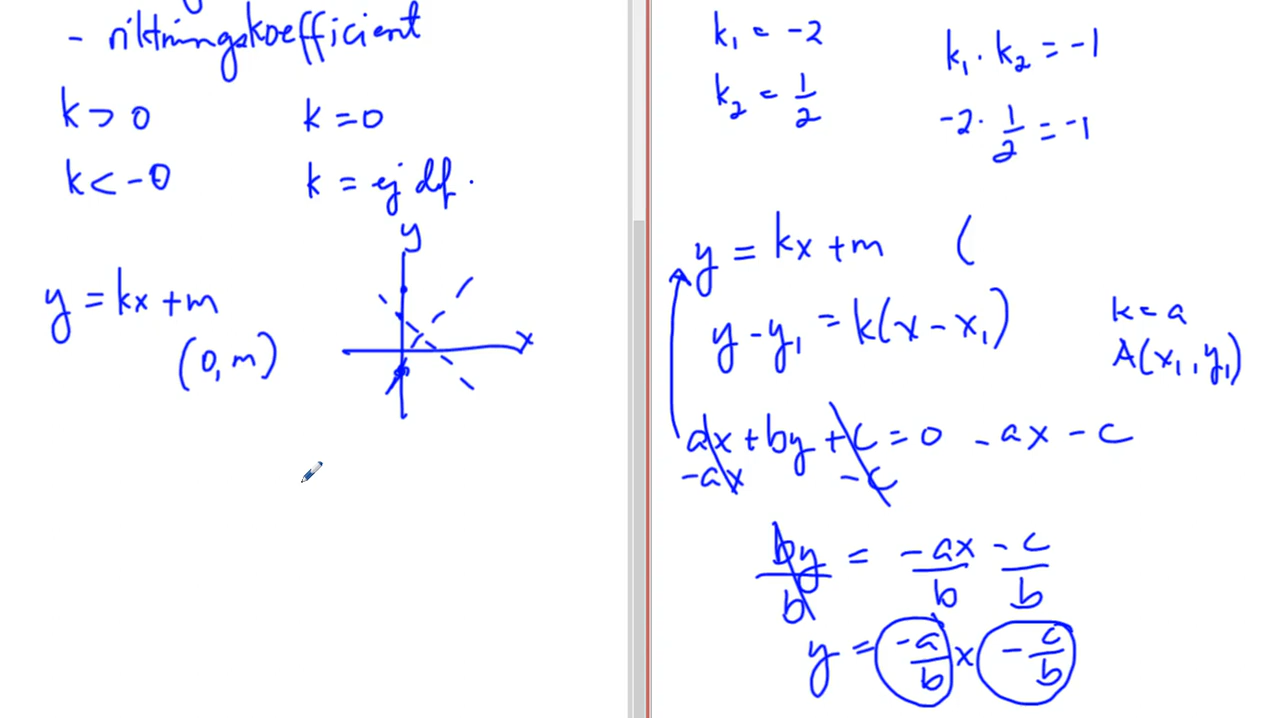 - riktningskoefficient
k > 0   k = 0
k < -0   k = ej df.
y = kx + m
(0, m)
y
x
k₁ = -2
k₂ = 1/2
k₁ · k₂ = -1
-2 · 1/2 = -1
y = kx + m   (
y - y₁ = k(x - x₁)
k = a
A(x₁, y₁)
ax + by + c = 0   - ax - c
-ax   - c
by/b = -ax/b - c/b
y = -a/b x - c/b